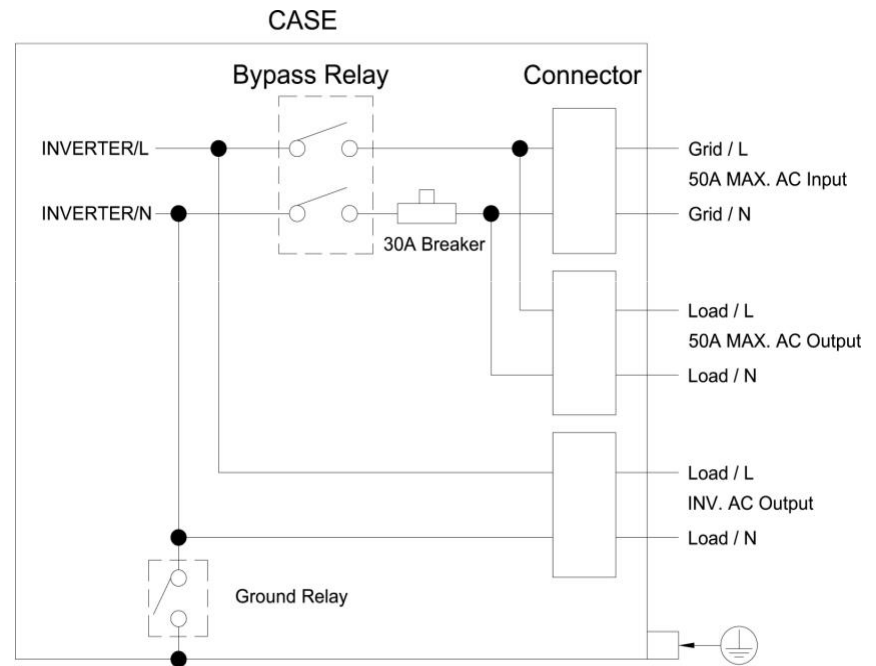 CASE
Bypass Relay
Connector
INVERTER/L
Grid / L
50A MAX. AC Input
INVERTER/N
Grid / N
30A Breaker
Load / L
50A MAX. AC Output
Load / N
Load / L
INV. AC Output
Load / N
Ground Relay